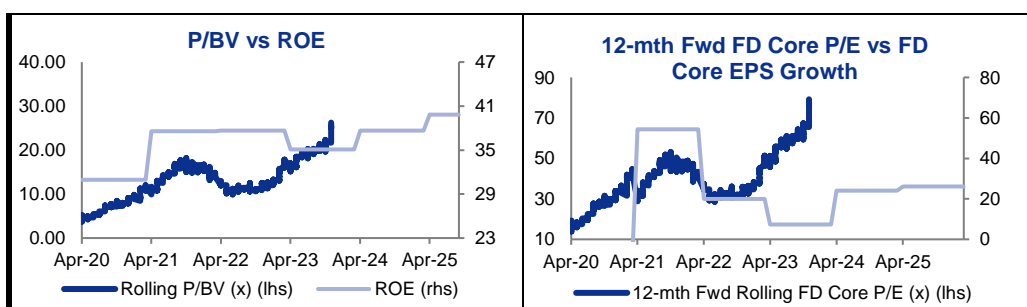 P/BV vs ROE
40.00
30.00
20.00
10.00
0.00
47
41
35
29
23
Apr-20 Apr-21 Apr-22 Apr-23 Apr-24 Apr-25
Rolling P/BV (x) (lhs) ROE (rhs)
12-mth Fwd FD Core P/E vs FD
Core EPS Growth
90
70
50
30
10
80
60
40
20
0
Apr-20 Apr-21 Apr-22 Apr-23 Apr-24 Apr-25
12-mth Fwd Rolling FD Core P/E (x) (lhs)